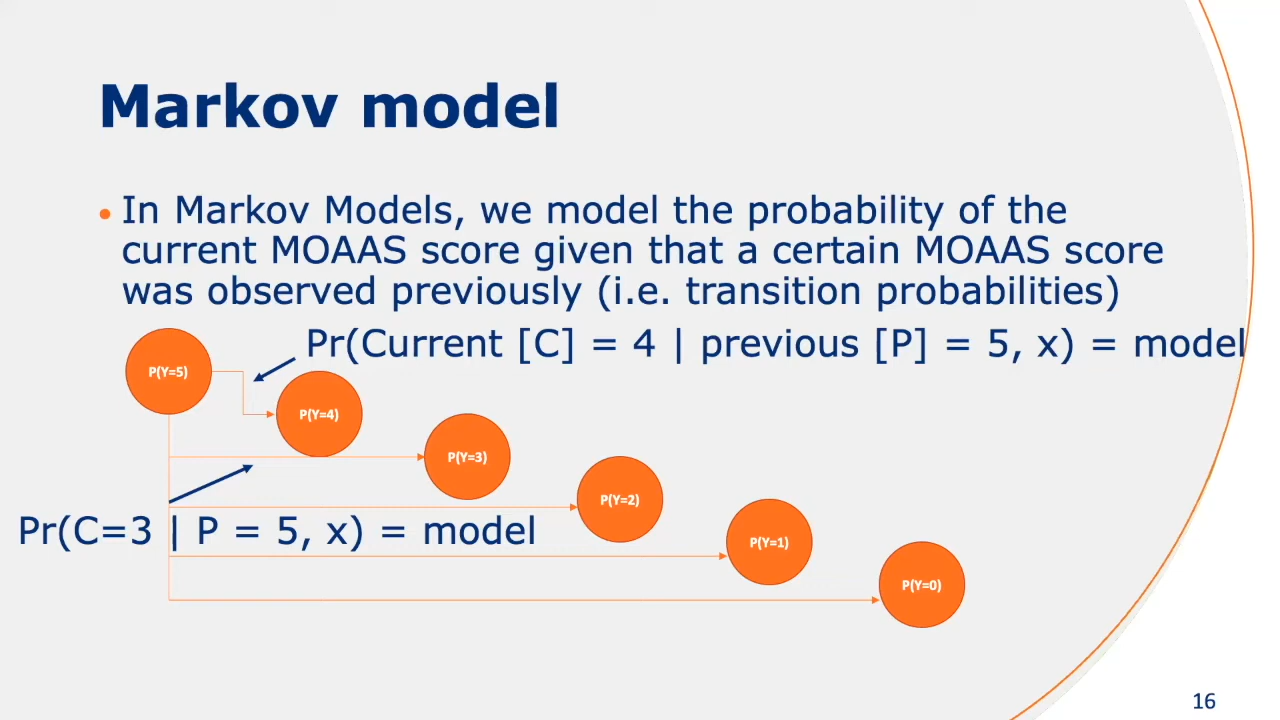 Markov model
• In Markov Models, we model the probability of the
current MOAAS score given that a certain MOAAS score
was observed previously (i.e. transition probabilities)
Pr(Current [C] = 4 | previous [P] = 5, x) = model
P(Y=5)
P(Y=4)
P(Y=3)
P(Y=2)
Pr(C=3 | P = 5, x) = model
P(Y=1)
P(Y=0)
16